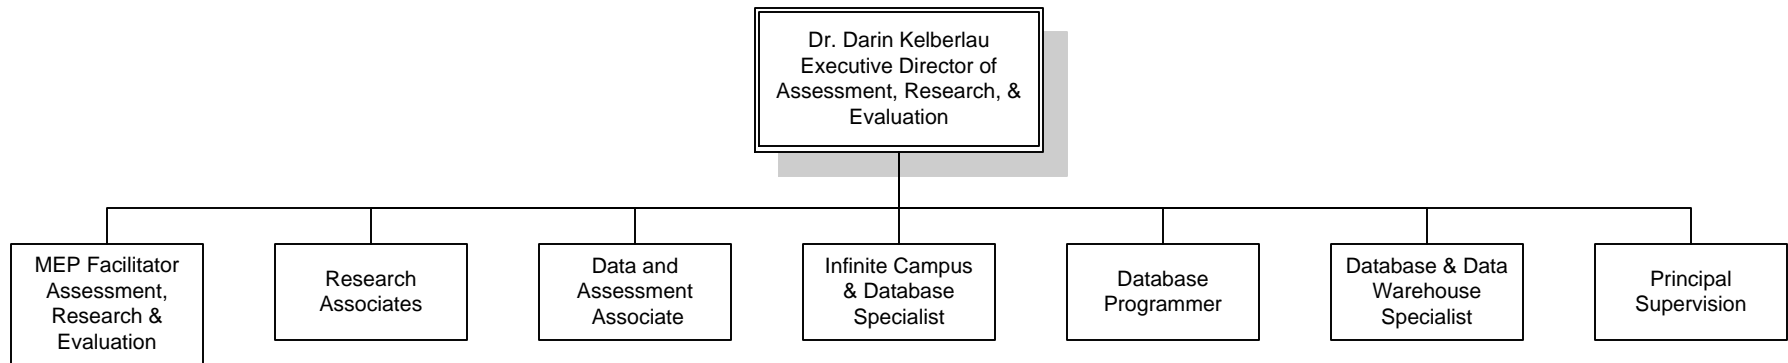 Dr. Darin Kelberlau
Executive Director of
Assessment, Research, &
Evaluation
MEP Facilitator
Assessment,
Research &
Evaluation
Research
Associates
Data and
Assessment
Associate
Infinite Campus
& Database
Specialist
Database
Programmer
Database & Data
Warehouse
Specialist
Principal
Supervision